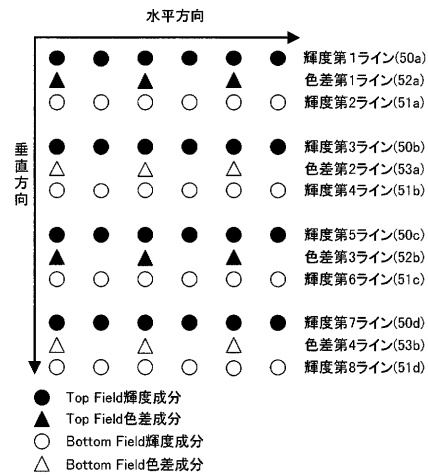 水平方向
垂直方向
輝度第1ライン(50a)
色差第1ライン(52a)
輝度第2ライン(51a)
輝度第3ライン(50b)
色差第2ライン(53a)
輝度第4ライン(51b)
輝度第5ライン(50c)
色差第3ライン(52b)
輝度第6ライン(51c)
輝度第7ライン(50d)
色差第4ライン(53b)
輝度第8ライン(51d)
Top Field輝度成分
Top Field色差成分
Bottom Field輝度成分
Bottom Field色差成分